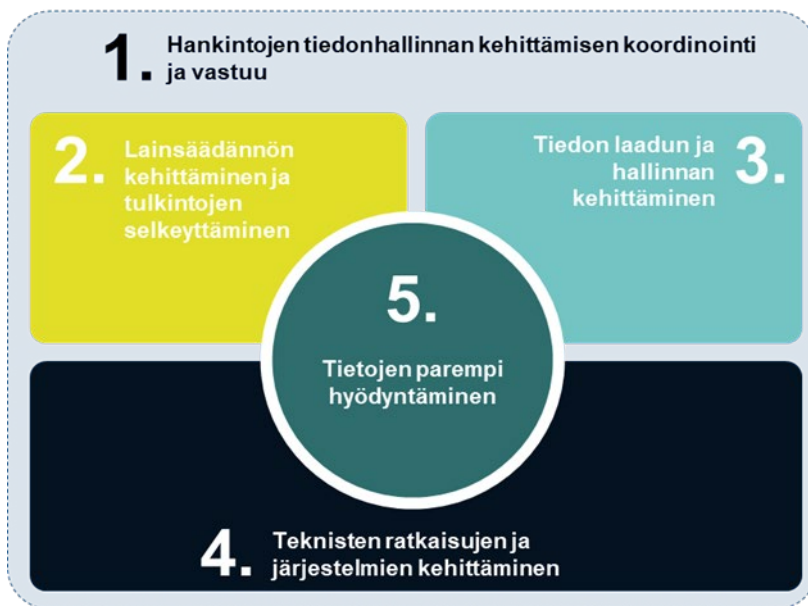 1. Hankintojen tiedonhallinnan kehittämisen koordinointi
ja vastuu
2. Lainsäädännön
kehittäminen ja
tulkintojen
selkeyttäminen
Tiedon laadun ja
hallinnan
kehittäminen
3.
5.
Tietojen parempi
hyödyntäminen
4. Teknisten ratkaisujen ja
järjestelmien kehittäminen